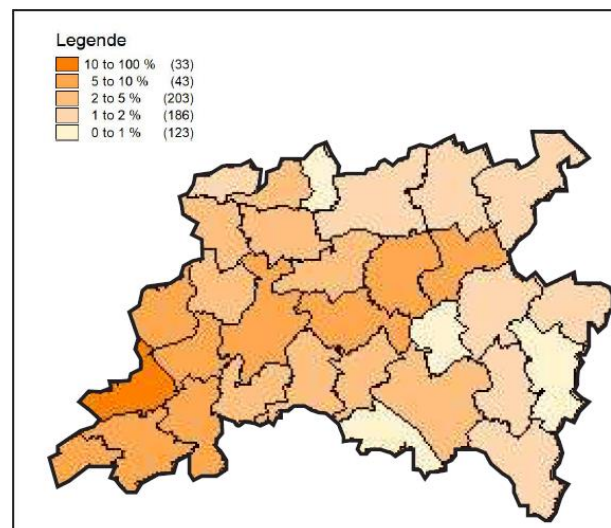 Legende
10 to 100 % (33)
5 to 10 % (43)
2 to 5 % (203)
1 to 2 % (186)
0 to 1 % (123)